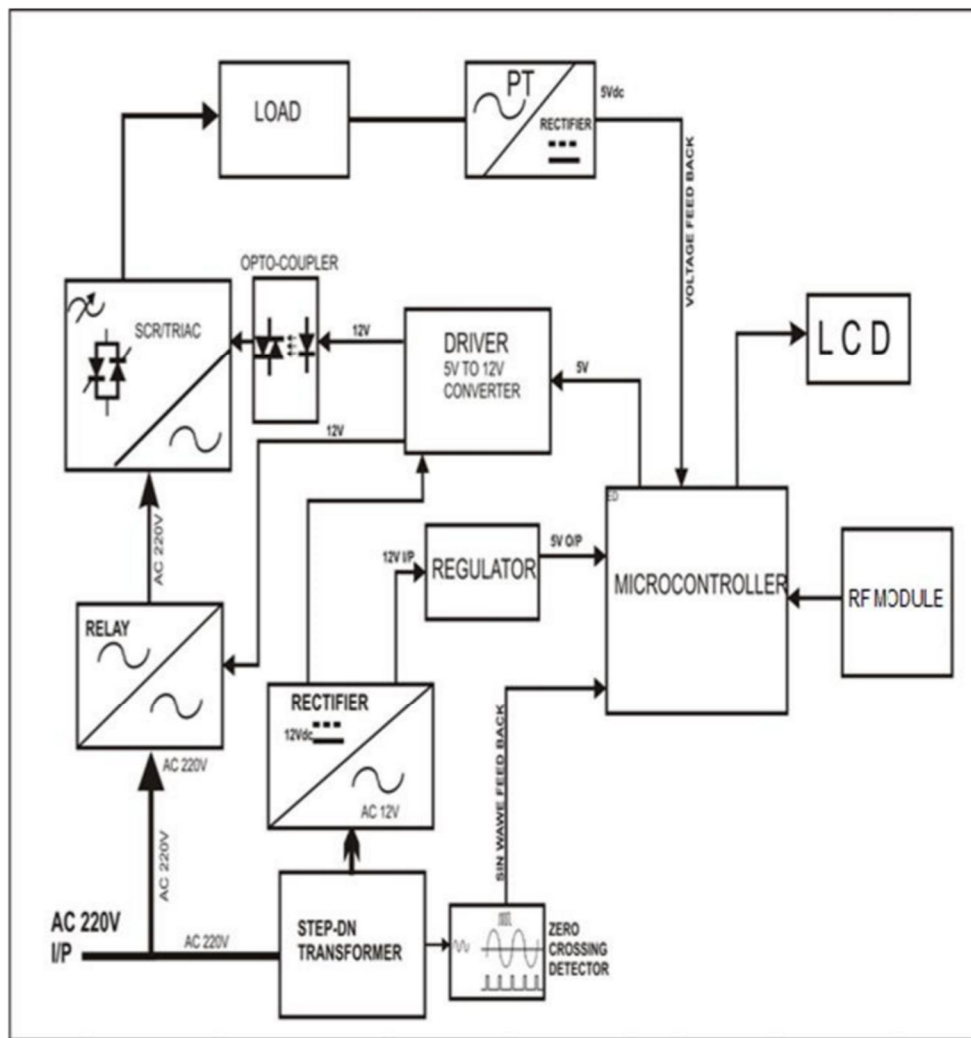 LOAD
PT
RECTIFIER
5Vdc
VOLTAGE FEED BACK
OPTO-COUPLER
SCR/TRIAC
12V
DRIVER
5V TO 12V
CONVERTER
5V
LCD
12V
AC 220V
ED
MICROCONTROLLER
RF MODULE
12V I/P
REGULATOR
5V O/P
RELAY
AC 220V
AC 220V
RECTIFIER
12Vdc
AC 12V
SIN WAWE FEED BACK
AC 220V
I/P
AC 220V
STEP-DN
TRANSFORMER
ZERO
CROSSING
DETECTOR